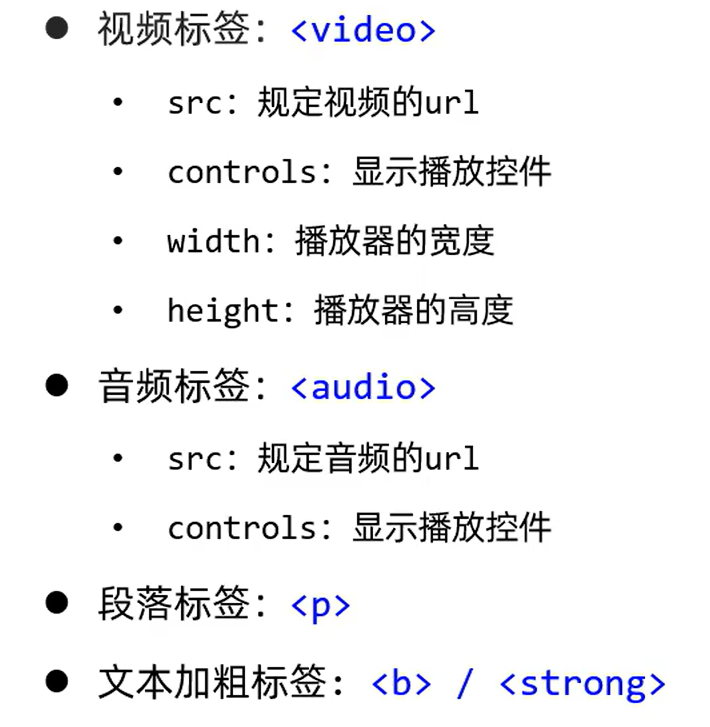 ● 视频标签：<video>
• src：规定视频的url
• controls：显示播放控件
• width：播放器的宽度
• height：播放器的高度
● 音频标签：<audio>
• src：规定音频的url
• controls：显示播放控件
● 段落标签：<p>
● 文本加粗标签：<b> / <strong>